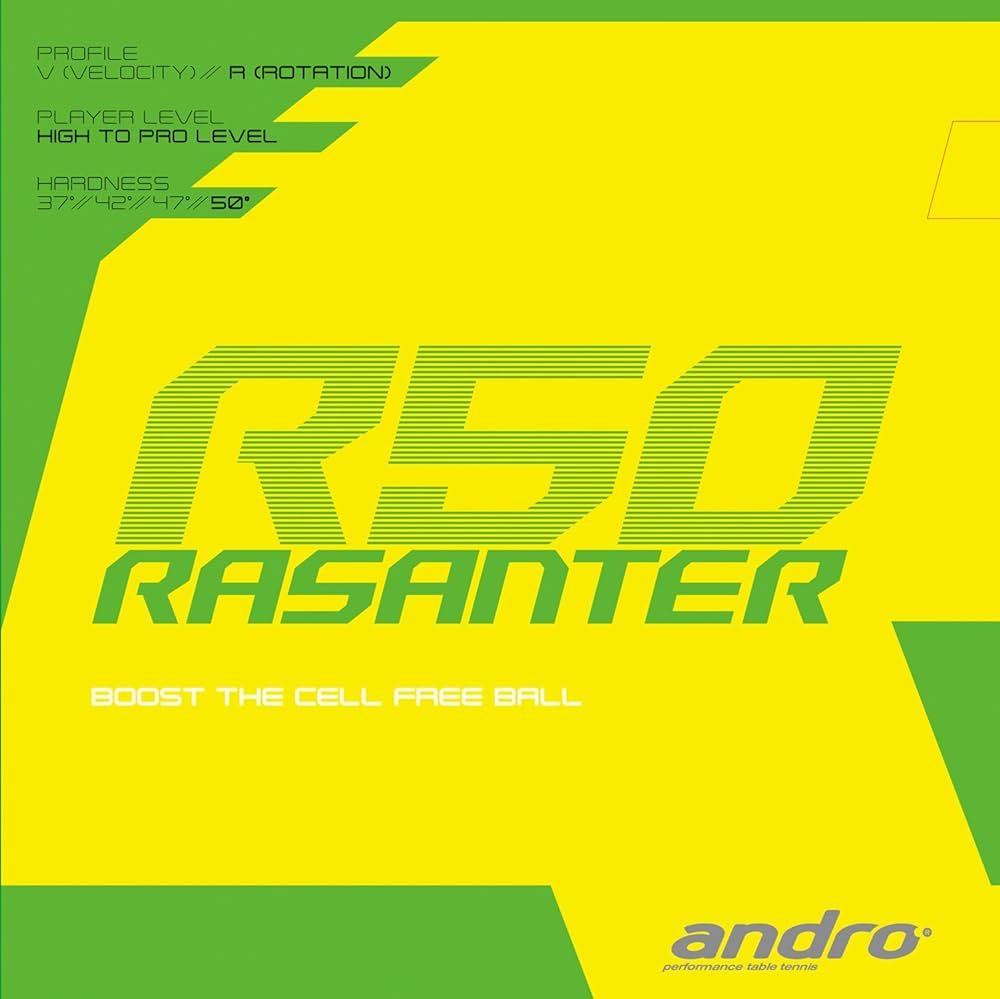 PROFILE
V (VELOCITY) // R (ROTATION)
PLAYER LEVEL
HIGH TO PRO LEVEL
HARDNESS
37°//42°//47°//50°
R50
RASANTER
BOOST THE CELL FREE BALL
andro®
performance table tennis